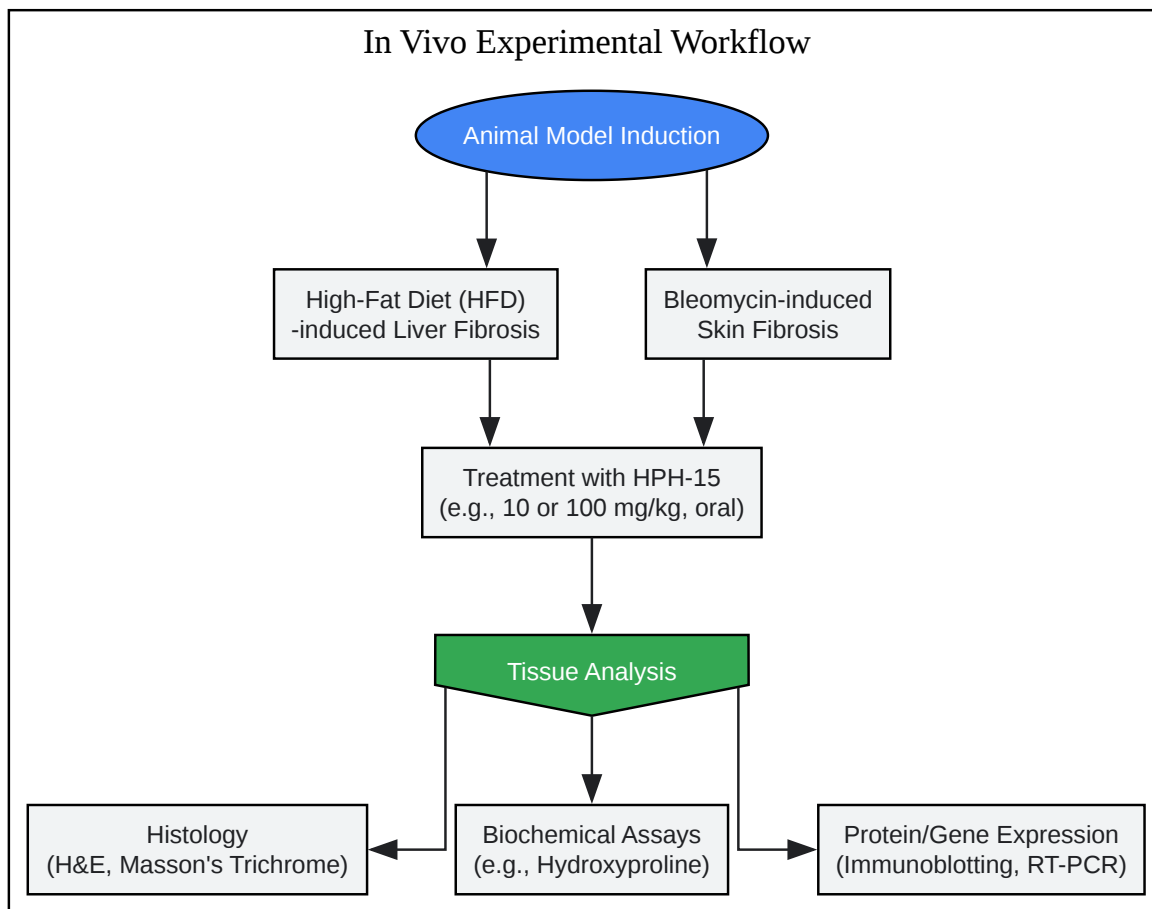 In Vivo Experimental Workflow
Animal Model Induction
High-Fat Diet (HFD)
-induced Liver Fibrosis
Bleomycin-induced
Skin Fibrosis
Treatment with HPH-15
(e.g., 10 or 100 mg/kg, oral)
Tissue Analysis
Histology
(H&E, Masson's Trichrome)
Biochemical Assays
(e.g., Hydroxyproline)
Protein/Gene Expression
(Immunoblotting, RT-PCR)